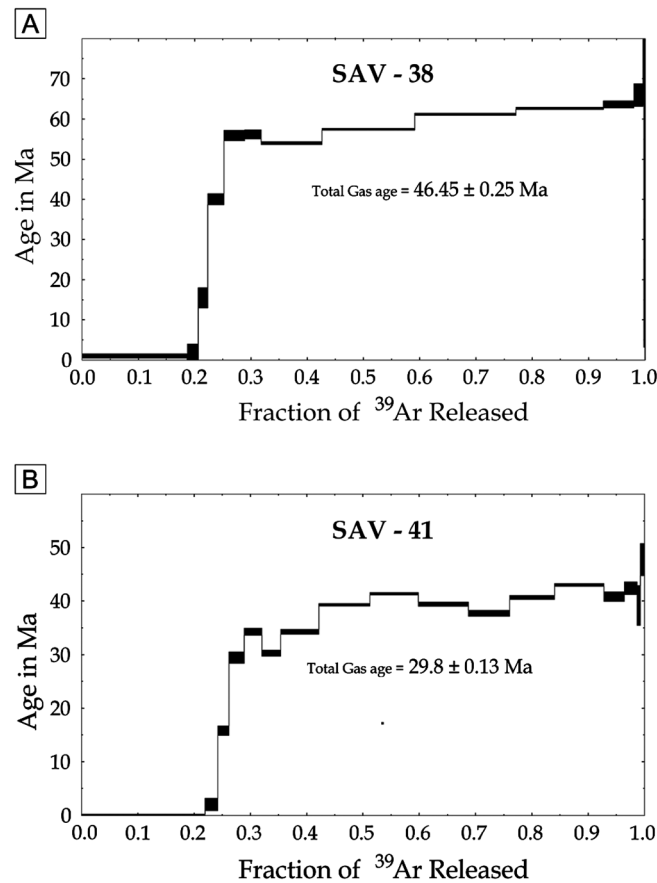 A
SAV - 38
70
60
50
40
30
20
10
0
Age in Ma
Total Gas age = 46.45 ± 0.25 Ma
0.0 0.1 0.2 0.3 0.4 0.5 0.6 0.7 0.8 0.9 1.0
Fraction of ³⁹Ar Released
B
SAV - 41
50
40
30
20
10
0
Age in Ma
Total Gas age = 29.8 ± 0.13 Ma
0.0 0.1 0.2 0.3 0.4 0.5 0.6 0.7 0.8 0.9 1.0
Fraction of ³⁹Ar Released